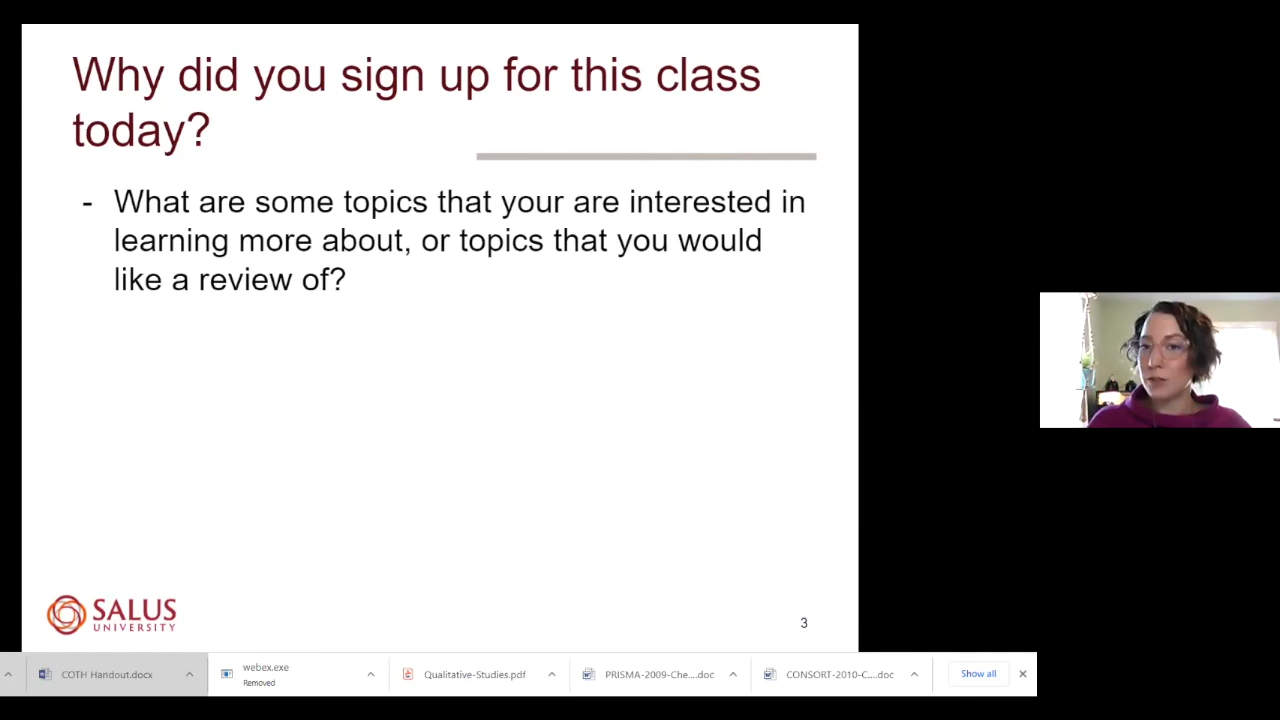 Why did you sign up for this class
today?
- What are some topics that your are interested in
learning more about, or topics that you would
like a review of?
SALUS
UNIVERSITY
3
COTH Handout.docx
webex.exe
Removed
Qualitative-Studies.pdf
PRISMA-2009-Che....doc
CONSORT-2010-C....doc
Show all